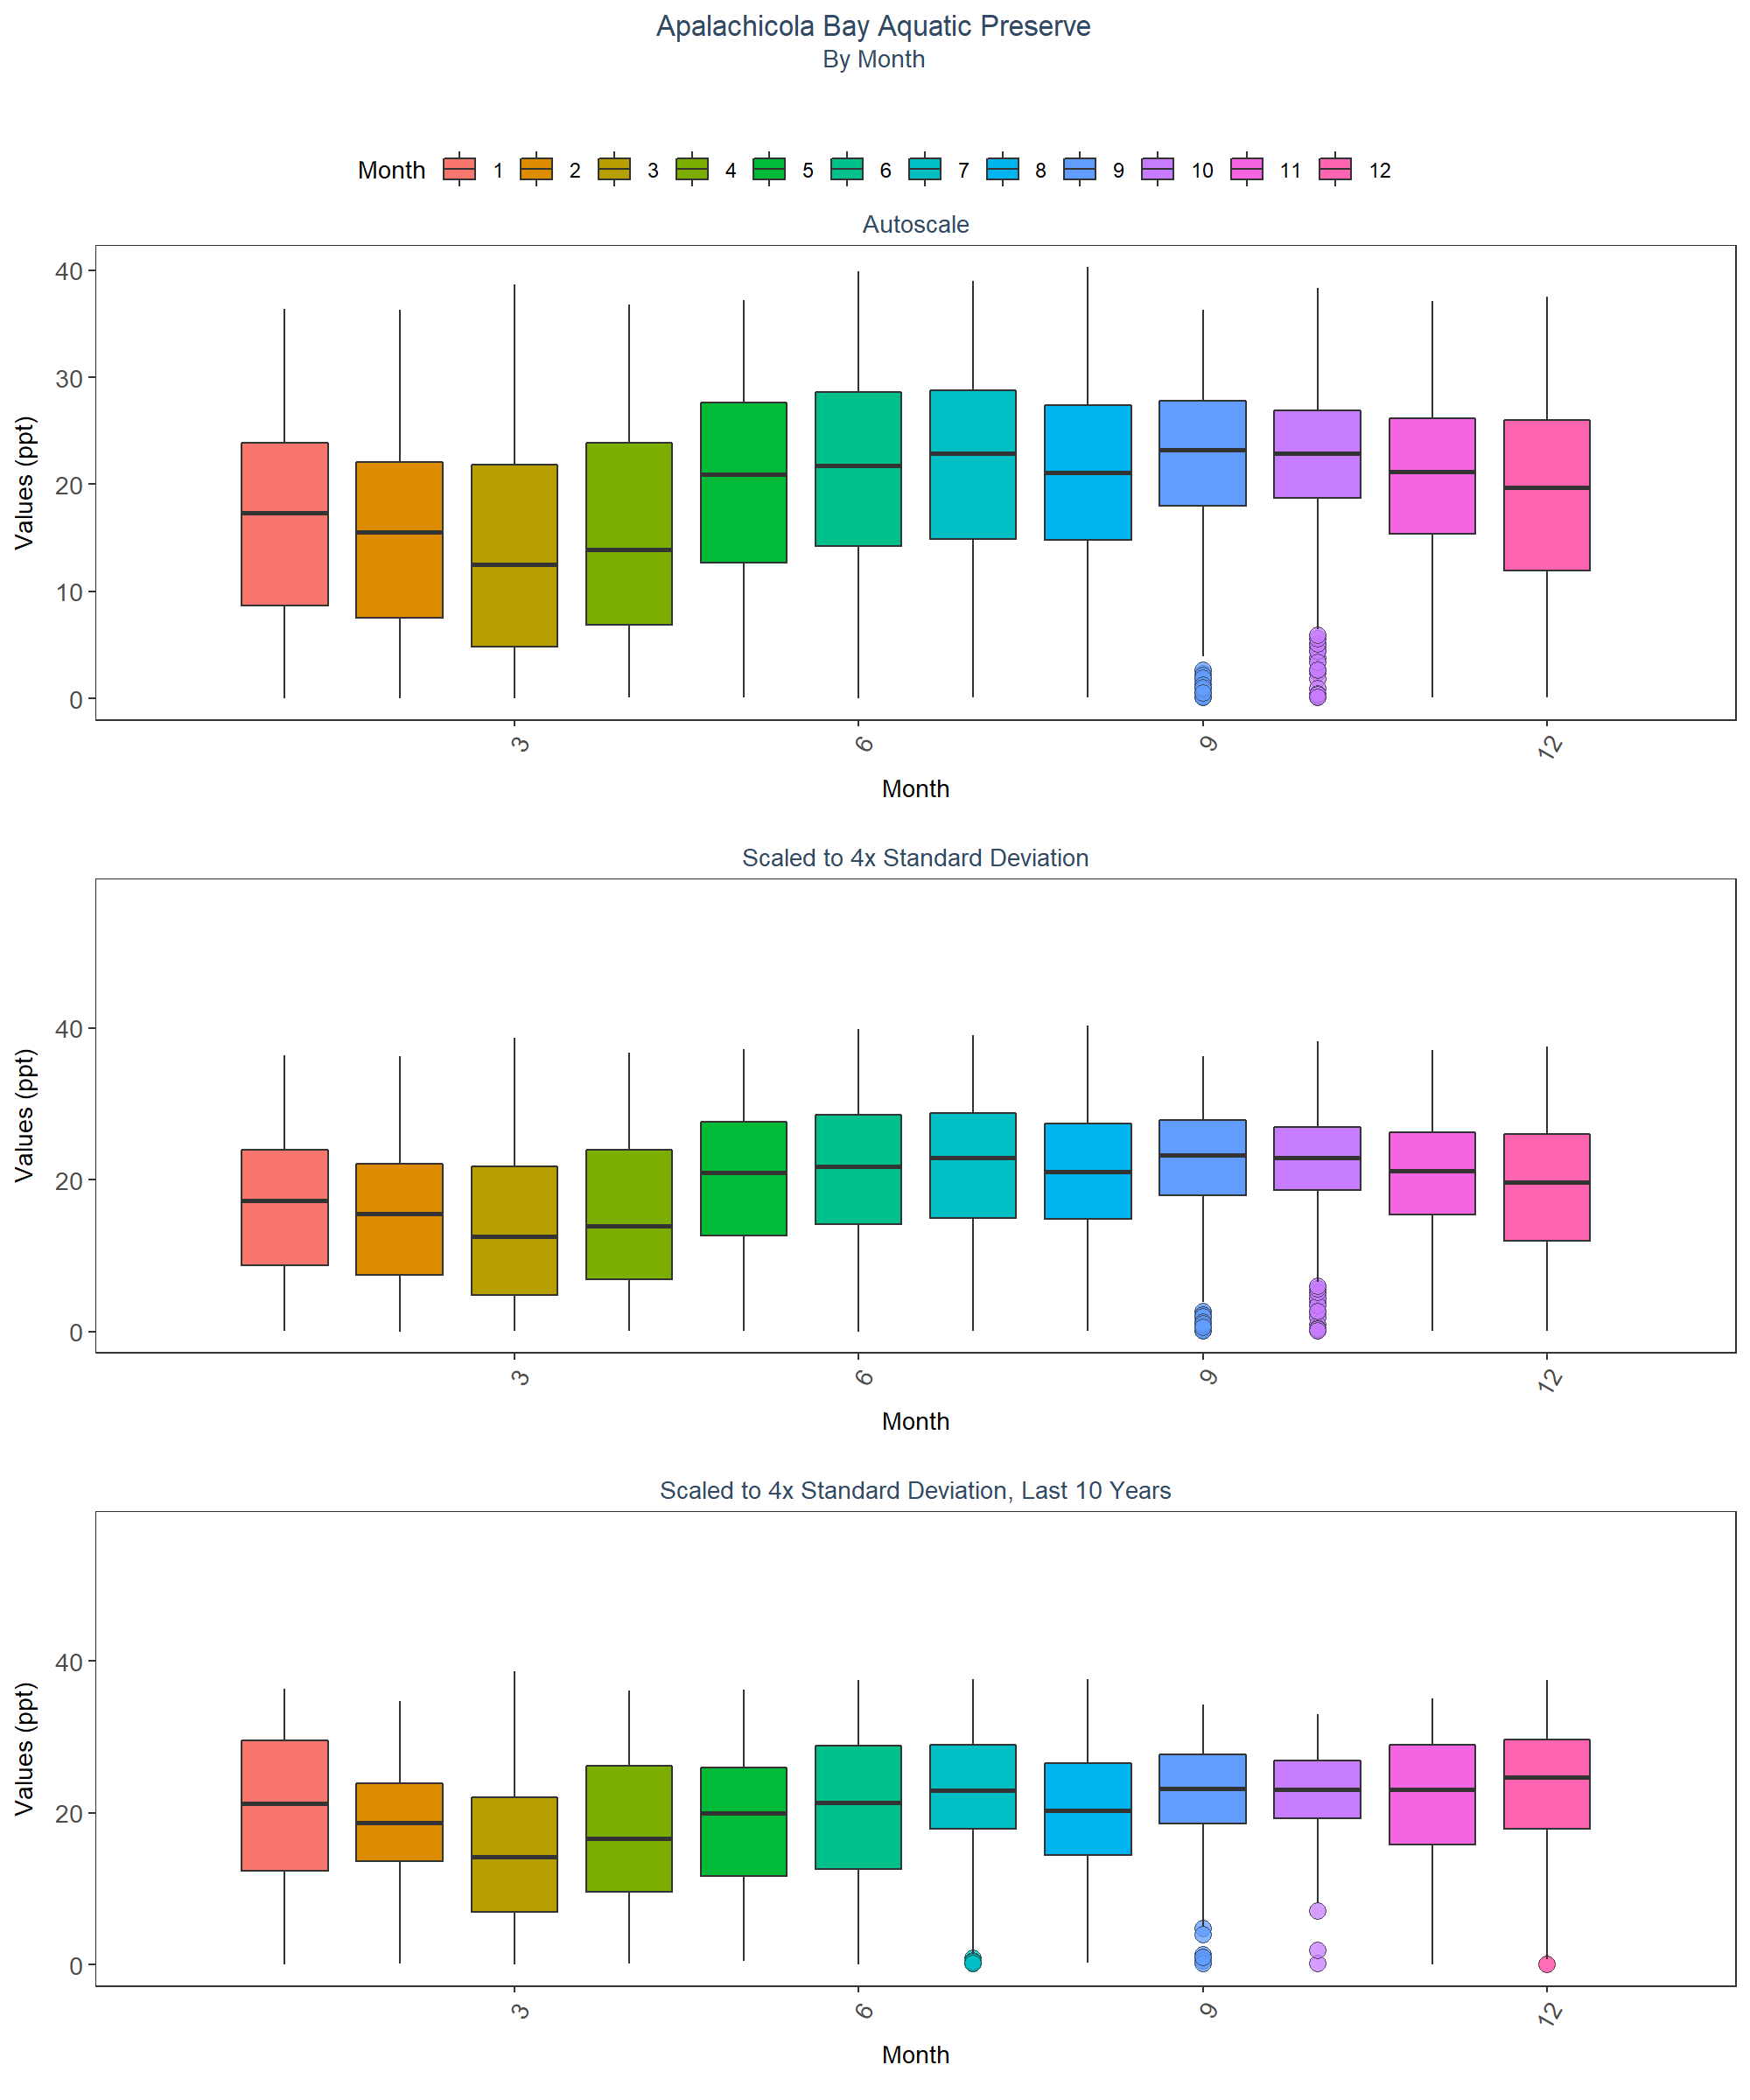 Apalachicola Bay Aquatic Preserve
By Month
Month 1 2 3 4 5 6 7 8 9 10 11 12
Autoscale
Values (ppt)
40
30
20
10
0
3 6 9 12
Month
Scaled to 4x Standard Deviation
Values (ppt)
40
20
0
3 6 9 12
Month
Scaled to 4x Standard Deviation, Last 10 Years
Values (ppt)
40
20
0
3 6 9 12
Month